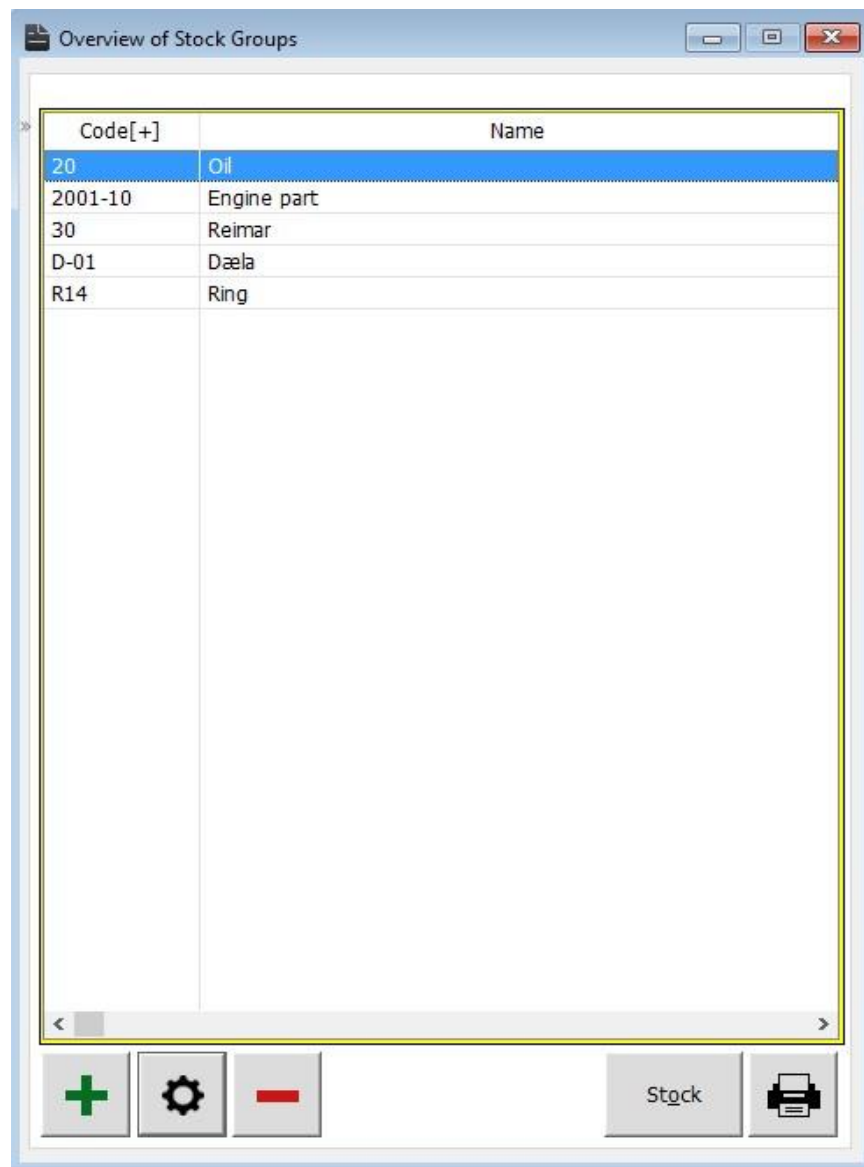 Overview of Stock Groups
Code[+] Name
20 Oil
2001-10 Engine part
30 Reimar
D-01 Dæla
R14 Ring
Stock